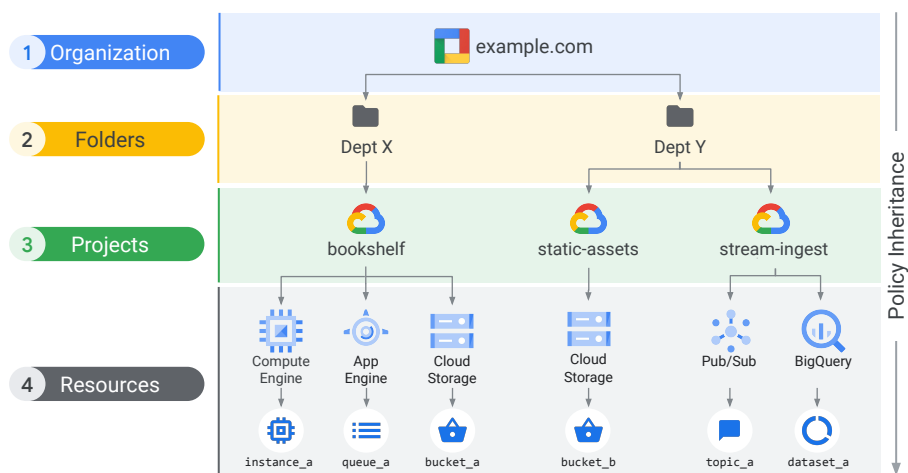 1 Organization
example.com
2 Folders
Dept X
Dept Y
3 Projects
bookshelf
static-assets
stream-ingest
4 Resources
Compute
Engine
App
Engine
Cloud
Storage
Cloud
Storage
Pub/Sub
BigQuery
instance_a
queue_a
bucket_a
bucket_b
topic_a
dataset_a
Policy Inheritance